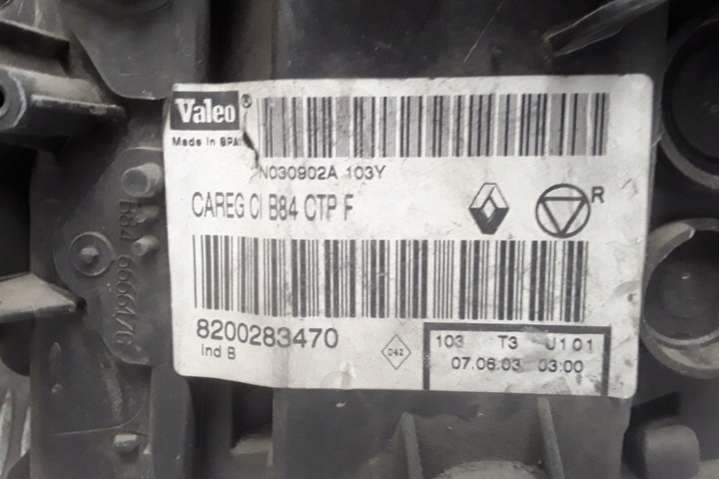 Valeo ®
Made in SPA
N030902A 103Y
CAREG CI B84 CTP F
R
8200283470
Ind B
042
103 T3 U1 01
07.06.03 03:00